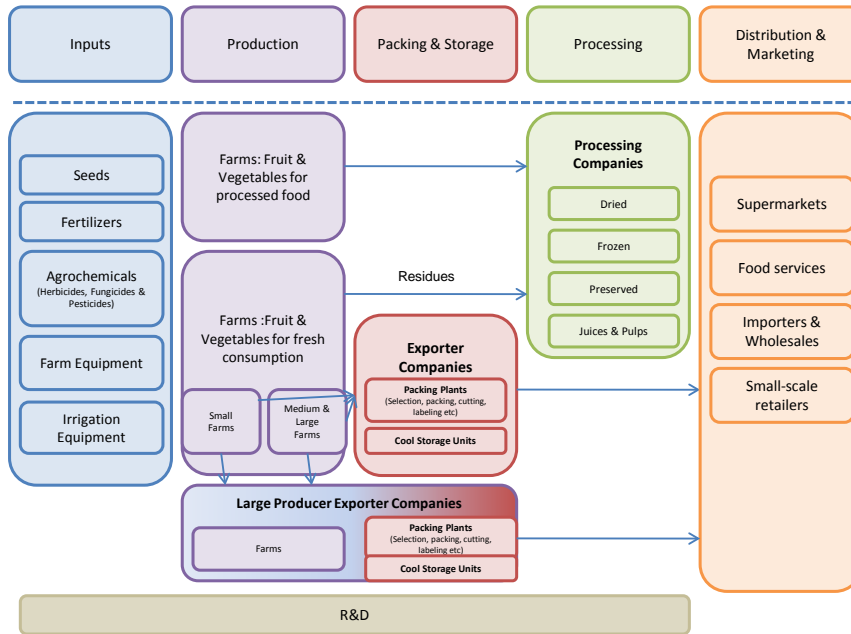 Inputs
Production
Packing & Storage
Processing
Distribution &
Marketing
Seeds
Fertilizers
Agrochemicals
(Herbicides, Fungicides &
Pesticides)
Farm Equipment
Irrigation
Equipment
Farms: Fruit &
Vegetables for
processed food
Farms :Fruit &
Vegetables for fresh
consumption
Small
Farms
Medium &
Large
Farms
Residues
Exporter
Companies
Packing Plants
(Selection, packing, cutting,
labeling etc)
Cool Storage Units
Processing
Companies
Dried
Frozen
Preserved
Juices & Pulps
Supermarkets
Food services
Importers &
Wholesales
Small-scale
retailers
Large Producer Exporter Companies
Farms
Packing Plants
(Selection, packing, cutting,
labeling etc)
Cool Storage Units
R&D